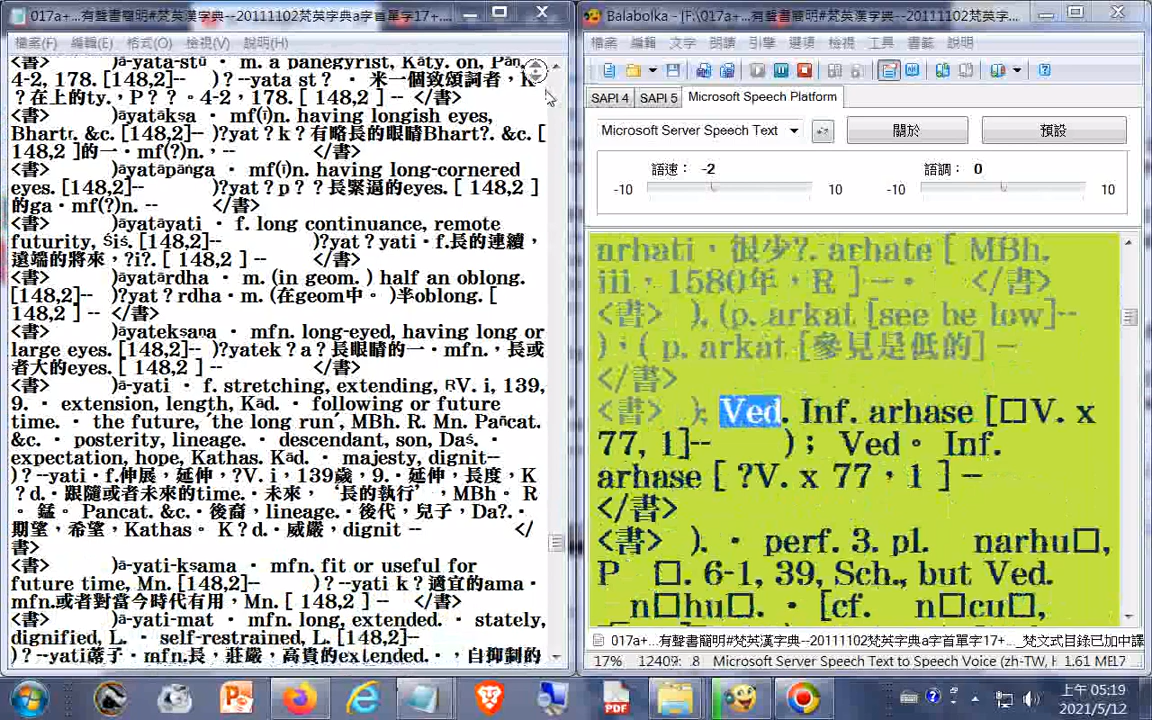 017a+...有聲書簡明#梵英漢字典--20111102梵英字典a字首單字17+...
檔案(F) 編輯(E) 格式(O) 檢視(V) 說明(H)
<書> )ā-yata-stū ‧ m. a panegyrist, Kāty. on, Pāṇ.
4-2, 178. [148,2]-- )? --yata st? ‧ 米一個致頌詞者，K
?在上的ty.，P??。4-2，178. [ 148,2 ] -- </書>
<書> )āyatākṣa ‧ mf(ī)n. having longish eyes,
Bhartṛ. &c. [148,2]-- )?yat?k?有略長的眼睛Bhart?. &c. [
148,2 ]的一‧mf(?)n.， </書>
<書> )āyatāpāṅga ‧ mf(ī)n. having long-cornered
eyes. [148,2]-- )?yat?p??長緊逼的eyes. [ 148,2 ]
的ga‧mf(?)n. -- </書>
<書> )āyatāyati ‧ f. long continuance, remote
futurity, Śiś. [148,2]-- )?yat?yati‧f.長的連續，
遠端的將來，?i?. [ 148,2 ] -- </書>
<書> )āyatārdha ‧ m. (in geom. ) half an oblong.
[148,2]-- )?yat?rdha‧m. (在geom中。)半oblong. [
148,2 ] -- </書>
<書> )āyatekṣaṇa ‧ mfn. long-eyed, having long or
large eyes. [148,2]-- )?yatek?a?長眼睛的一‧mfn.，長或
者大的eyes. [ 148,2 ] -- </書>
<書> )ā-yati ‧ f. stretching, extending, RV. i, 139,
9. ‧ extension, length, Kād. ‧ following or future
time. ‧ the future, 'the long run', MBh. R. Mn. Pañcat.
&c. ‧ posterity, lineage. ‧ descendant, son, Daś. ‧
expectation, hope, Kathās. Kād. ‧ majesty, dignit--
)? --yati‧f.伸展，延伸，?V. i，139歲，9.‧延伸，長度，K
?d.‧跟隨或者未來的time.‧未來，‘長的執行’，MBh。R
。錳。Pancat. &c.‧後裔，lineage.‧後代，兒子，Da?.‧
期望，希望，Kathas。K?d.‧威嚴，dignit -- </
書>
<書> )ā-yati-kṣama ‧ mfn. fit or useful for
future time, Mn. [148,2]-- )? --yati k?適宜的ama‧
mfn.或者對當今時代有用，Mn. [ 148,2 ] -- </書>
<書> )ā-yati-mat ‧ mfn. long, extended. ‧ stately,
dignified, L. ‧ self-restrained, L. [148,2]--
)? --yati蓆子‧mfn.長，莊嚴，高貴的extended.‧，自抑制的
Balabolka - [F:\017a+...有聲書簡明#梵英漢字典--20111102梵英字...
檔案 編輯 文字 朗讀 引擎 選項 檢視 工具 書籤 說明
SAPI 4 SAPI 5 Microsoft Speech Platform
Microsoft Server Speech Text 關於 預設
語速： -2 語調： 0
-10 10 -10 10
arhati，很少?. arhate [ MBh.
iii，1580年，R ] --。 </書>
<書> ), (p. arkat [see be low]--
)，( p. arkat [參見是低的] --
</書>
<書> ); Ved. Inf. arhase [□V. x
77, 1]-- )；Ved。Inf.
arhase [ ?V. x 77，1 ] --
</書>
<書> ). ‧ perf. 3. pl. narhu□,
P □. 6-1, 39, Sch., but Ved.
n□hu□. ‧ [cf. n□cu□,
017a+...有聲書簡明#梵英漢字典--20111102梵英字典a字首單字17+..._梵文式目錄已加中譯
17% 12409: 8 Microsoft Server Speech Text to Speech Voice (zh-TW, H 1.61 МБ7
上午 05:19
2021/5/12